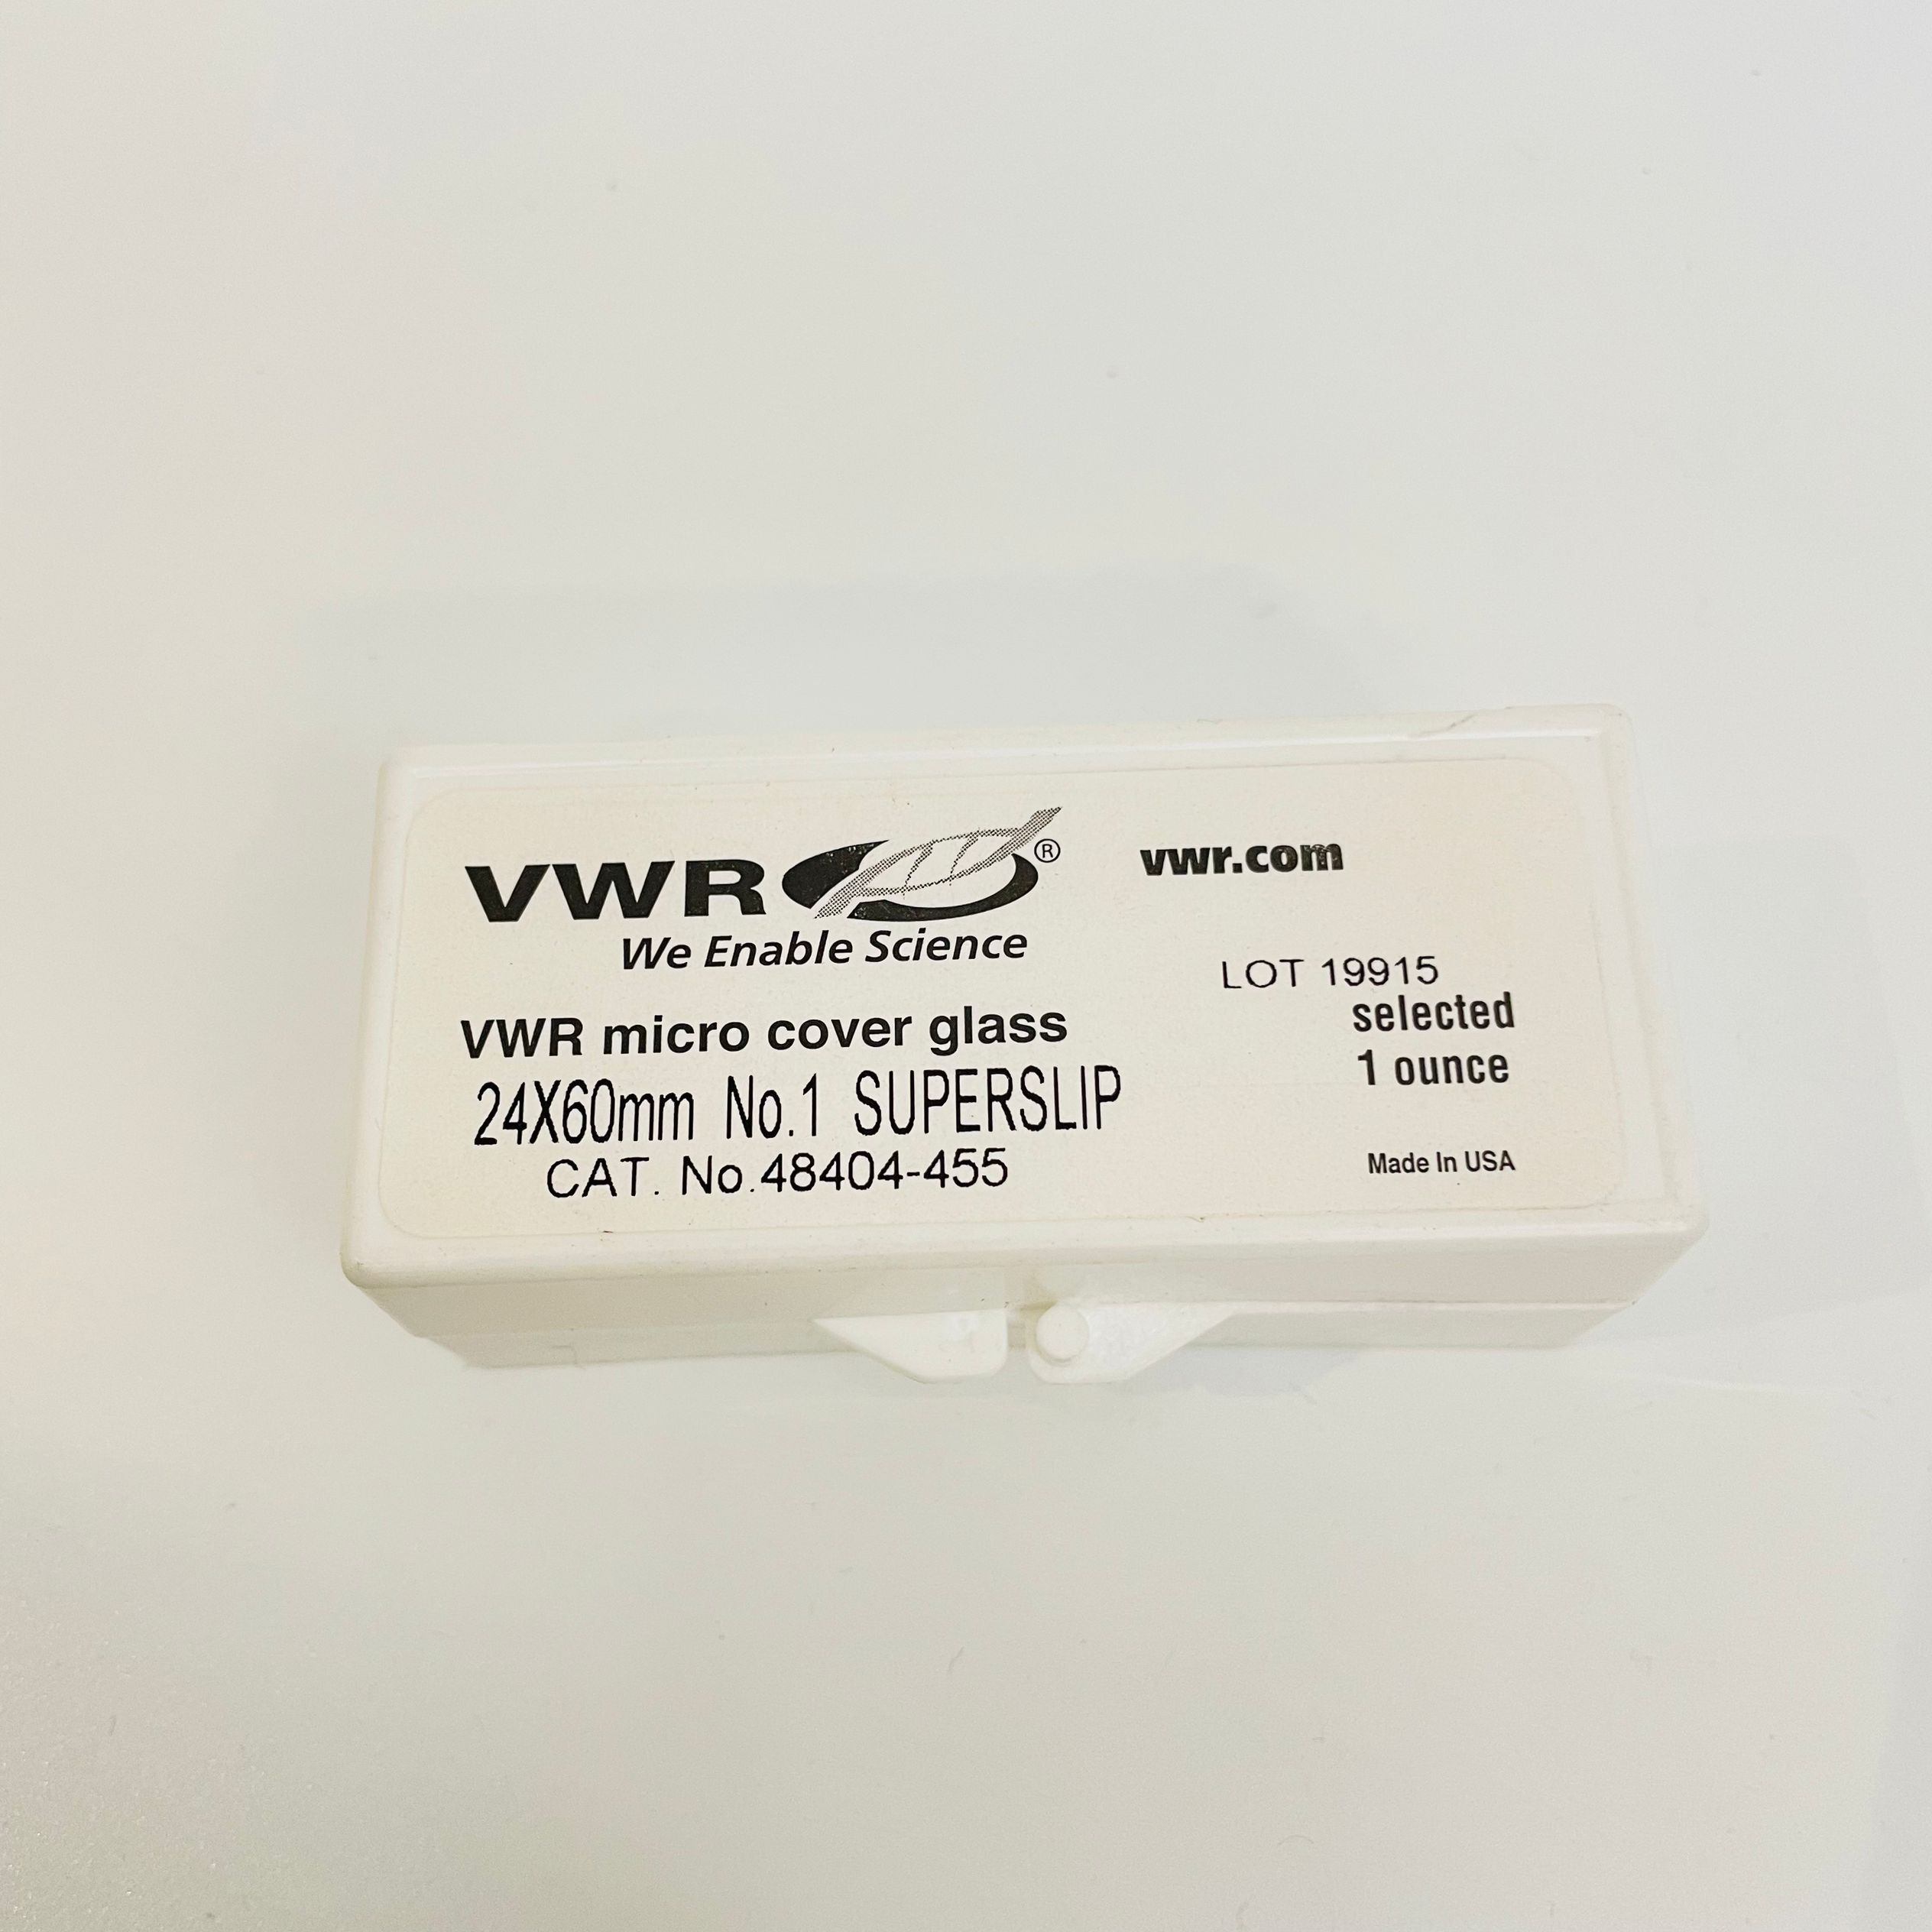 VWR ®
We Enable Science
vwr.com
LOT 19915
selected
1 ounce
VWR micro cover glass
24X60mm No.1 SUPERSLIP
CAT. No.48404-455
Made In USA